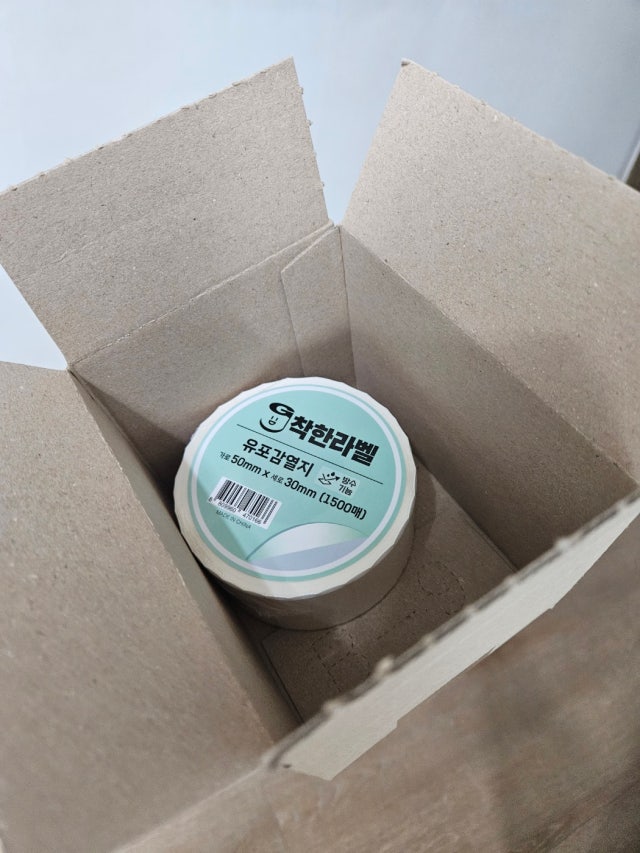 착한라벨
유포감열지
방수
기능
가로 50mm x 세로 30mm (1500매)
MADE IN CHINA